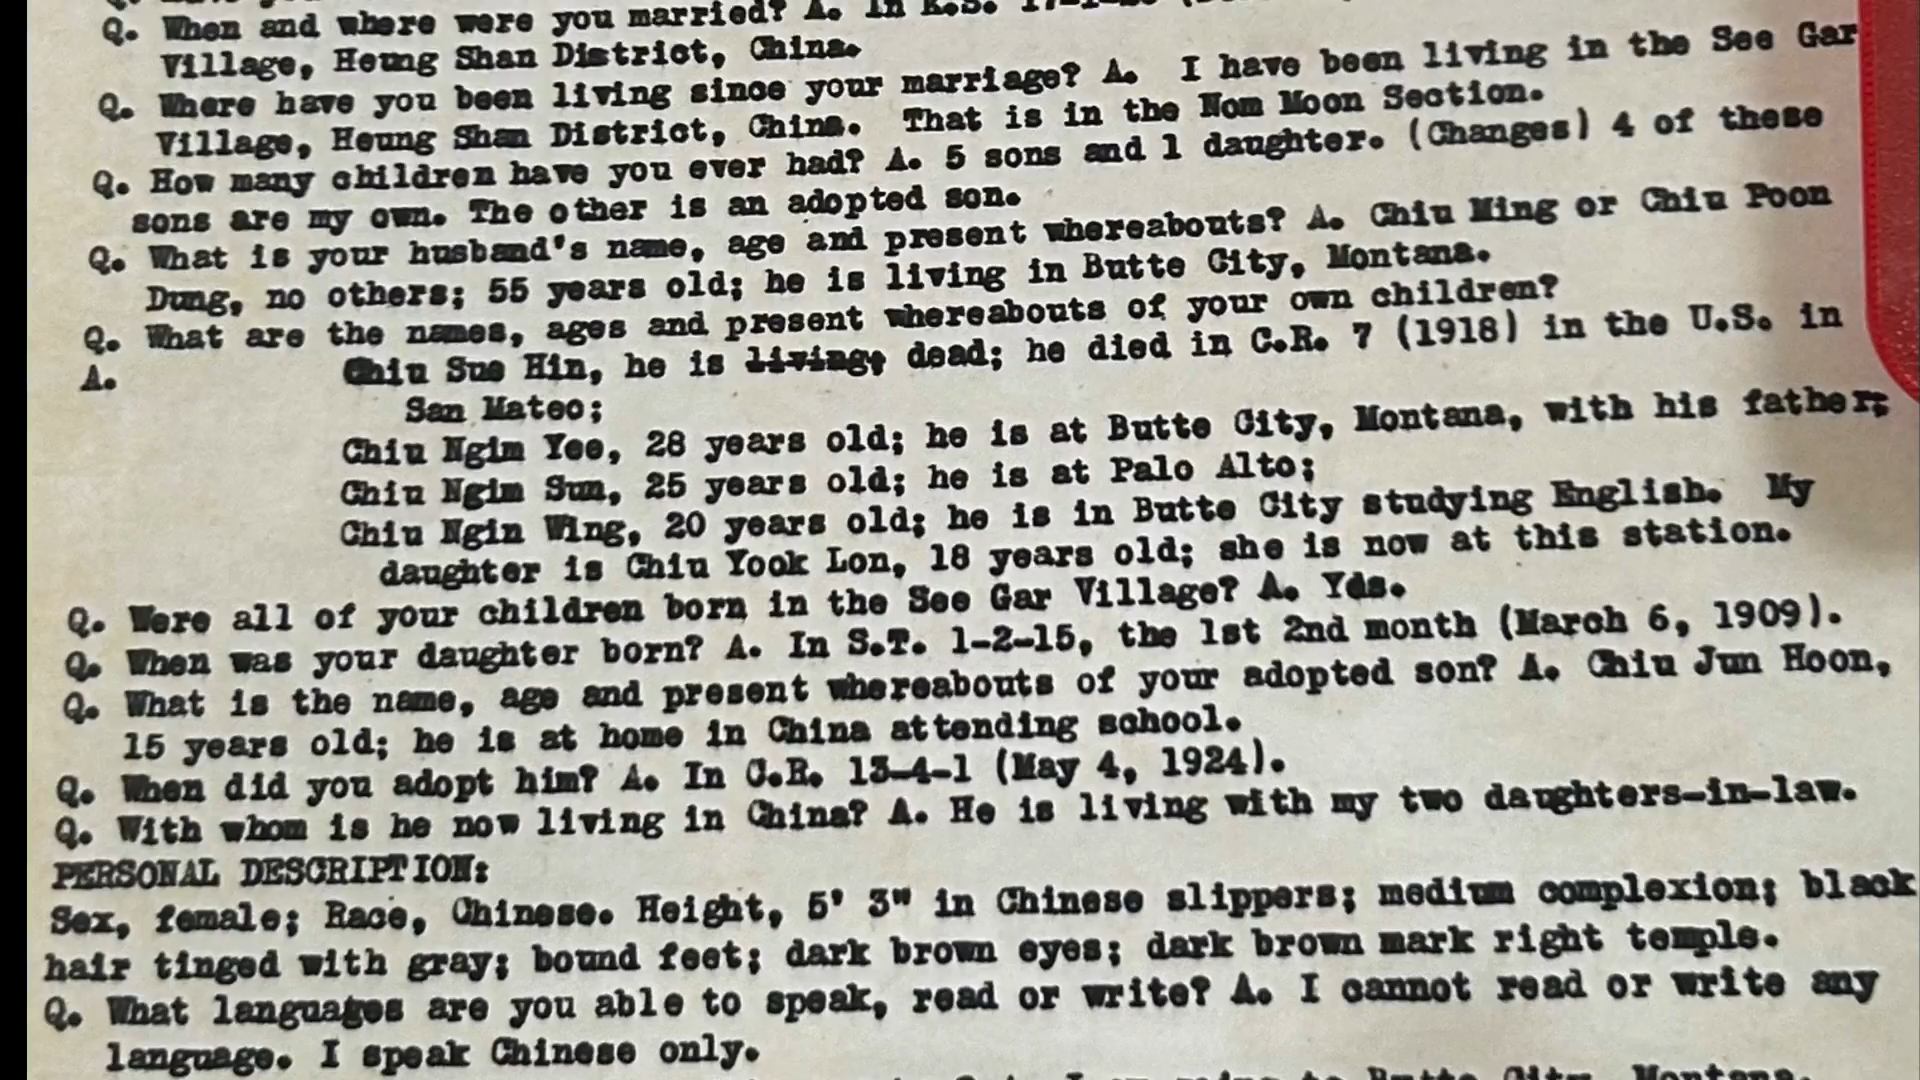 Q. When and where were you married? A. In K.S.
Village, Heung Shan District, China.
Q. Where have you been living since your marriage? A. I have been living in the See Gar
Village, Heung Shan District, China. That is in the Nom Moon Section.
Q. How many children have you ever had? A. 5 sons and 1 daughter. (Changes) 4 of these
sons are my own. The other is an adopted son.
Q. What is your husband's name, age and present whereabouts? A. Chiu Ming or Chiu Poon
Dung, no others; 55 years old; he is living in Butte City, Montana.
Q. What are the names, ages and present whereabouts of your own children?
A. Chiu Sue Hin, he is living, dead; he died in C.R. 7 (1918) in the U.S. in
San Mateo;
Chiu Ngim Yee, 28 years old; he is at Butte City, Montana, with his father;
Chiu Ngim Sun, 25 years old; he is at Palo Alto;
Chiu Ngin Wing, 20 years old; he is in Butte City studying English. My
daughter is Chiu Yook Lon, 18 years old; she is now at this station.
Q. Were all of your children born in the See Gar Village? A. Yds.
Q. When was your daughter born? A. In S.T. 1-2-15, the 1st 2nd month (March 6, 1909).
Q. What is the name, age and present whereabouts of your adopted son? A. Chiu Jun Hoon,
15 years old; he is at home in China attending school.
Q. When did you adopt him? A. In C.R. 13-4-1 (May 4, 1924).
Q. With whom is he now living in China? A. He is living with my two daughters-in-law.
PERSONAL DESCRIPTION:
Sex, female; Race, Chinese. Height, 5' 3" in Chinese slippers; medium complexion; black
hair tinged with gray; bound feet; dark brown eyes; dark brown mark right temple.
Q. What languages are you able to speak, read or write? A. I cannot read or write any
language. I speak Chinese only.
Butte City, Montana.